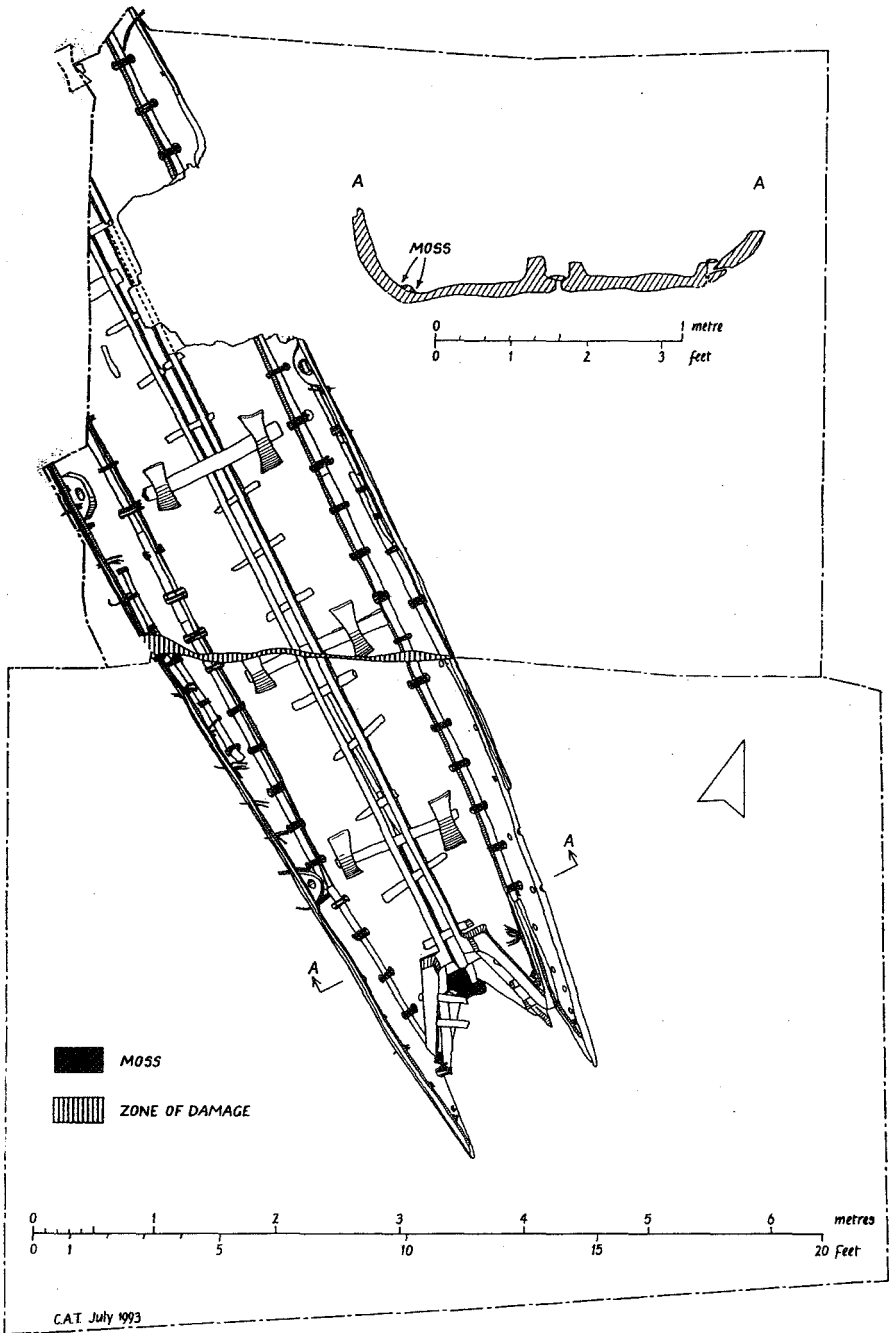 A A
MOSS
0 1 metre
0 1 2 3 feet
A
A
MOSS
ZONE OF DAMAGE
0 1 2 3 4 5 6 metres
0 1 5 10 15 20 feet
C.A.T. July 1993